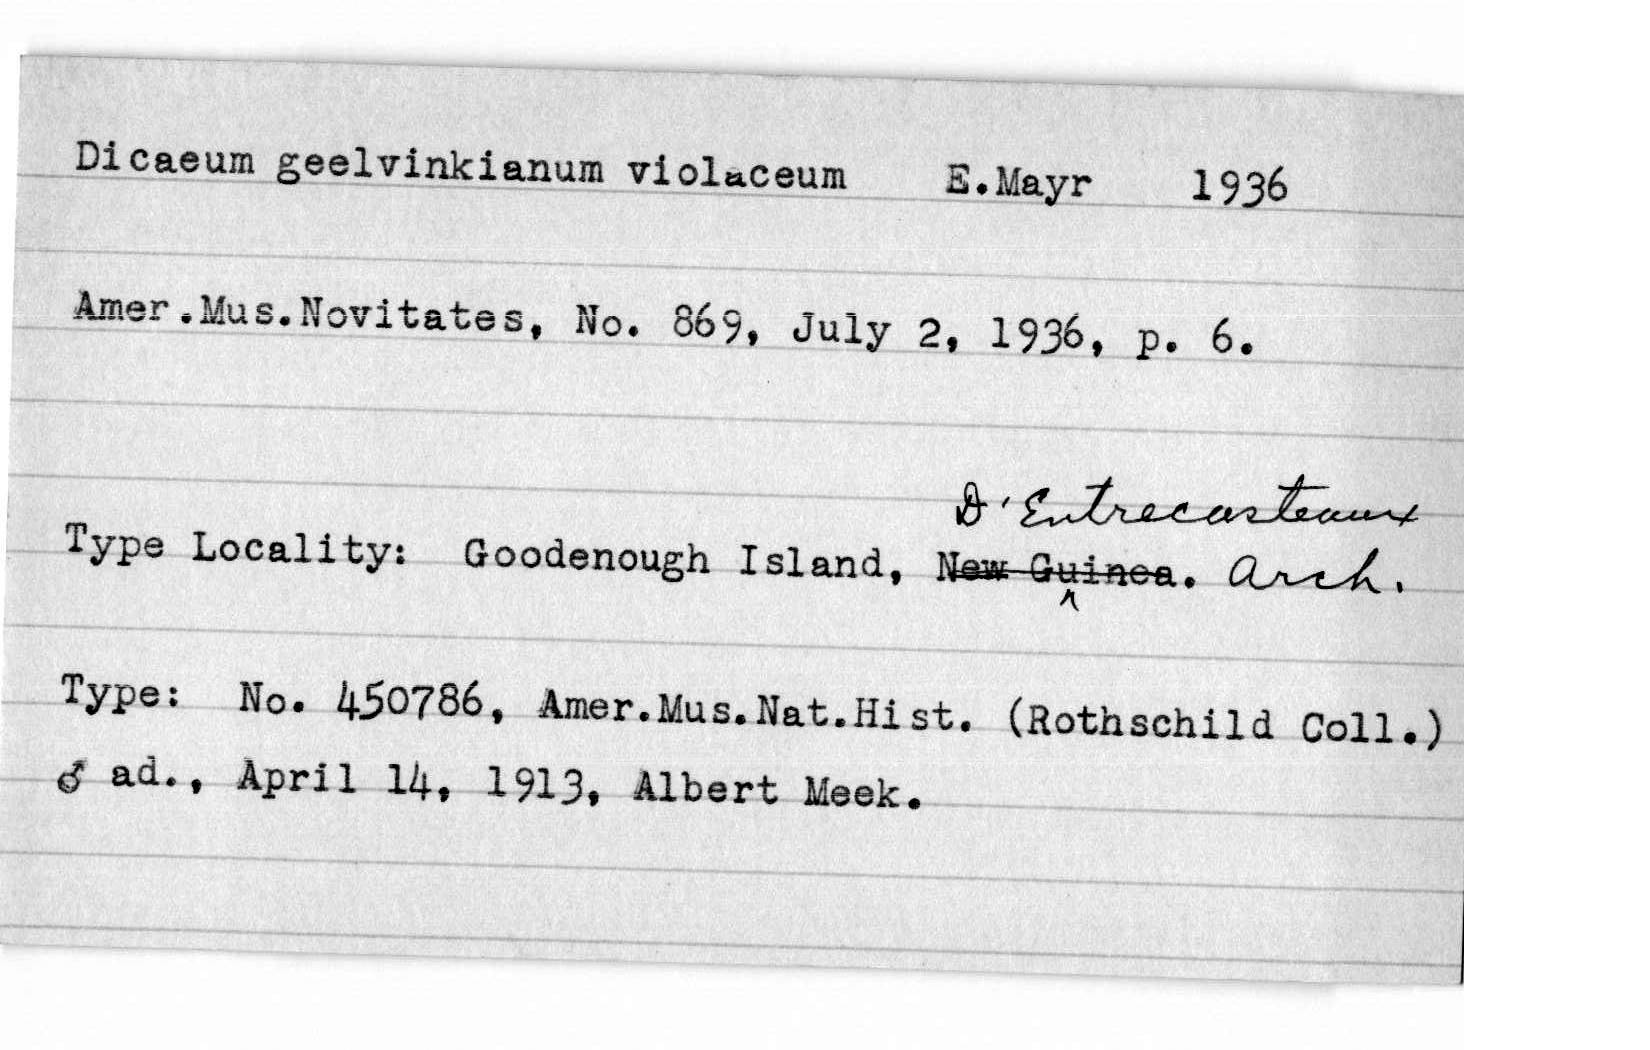 Dicaeum geelvinkianum violaceum E.Mayr 1936
Amer.Mus.Novitates, No. 869, July 2, 1936, p. 6.
D'Entrecasteaux
Type Locality: Goodenough Island, New Guinea. Arch.
Type: No. 450786, Amer.Mus.Nat.Hist. (Rothschild Coll.)
♂ ad., April 14, 1913, Albert Meek.